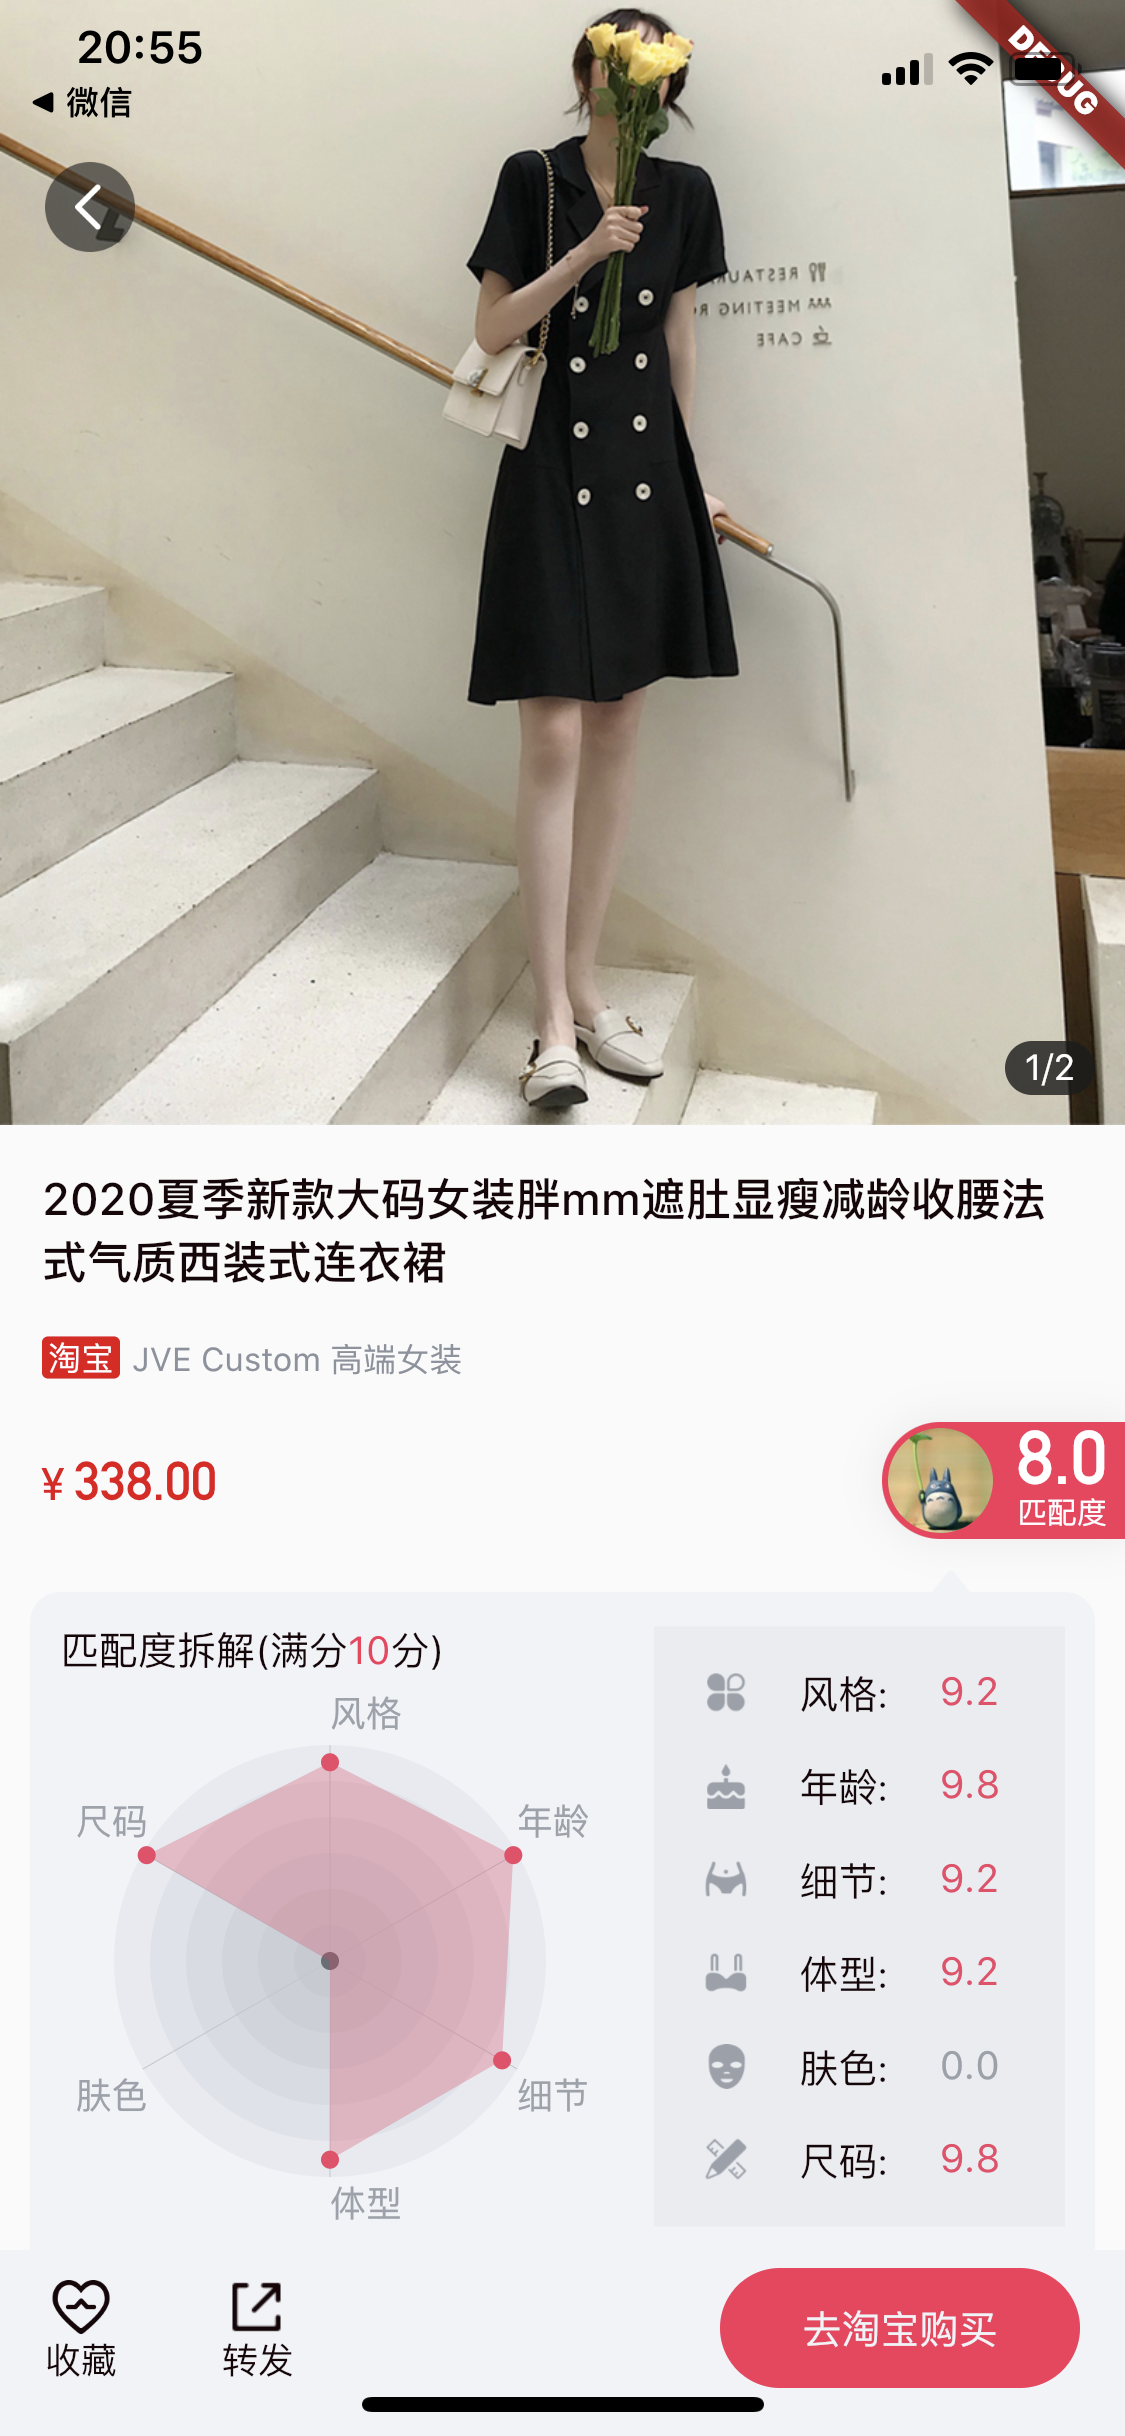 20:55
DEBUG
◀ 微信
RESTAURA
MEETING RO
CAFE
1/2
2020夏季新款大码女装胖mm遮肚显瘦减龄收腰法
式气质西装式连衣裙
淘宝 JVE Custom 高端女装
¥ 338.00
8.0
匹配度
匹配度拆解(满分10分)
风格
年龄
细节
体型
肤色
尺码
风格: 9.2
年龄: 9.8
细节: 9.2
体型: 9.2
肤色: 0.0
尺码: 9.8
收藏
转发
去淘宝购买